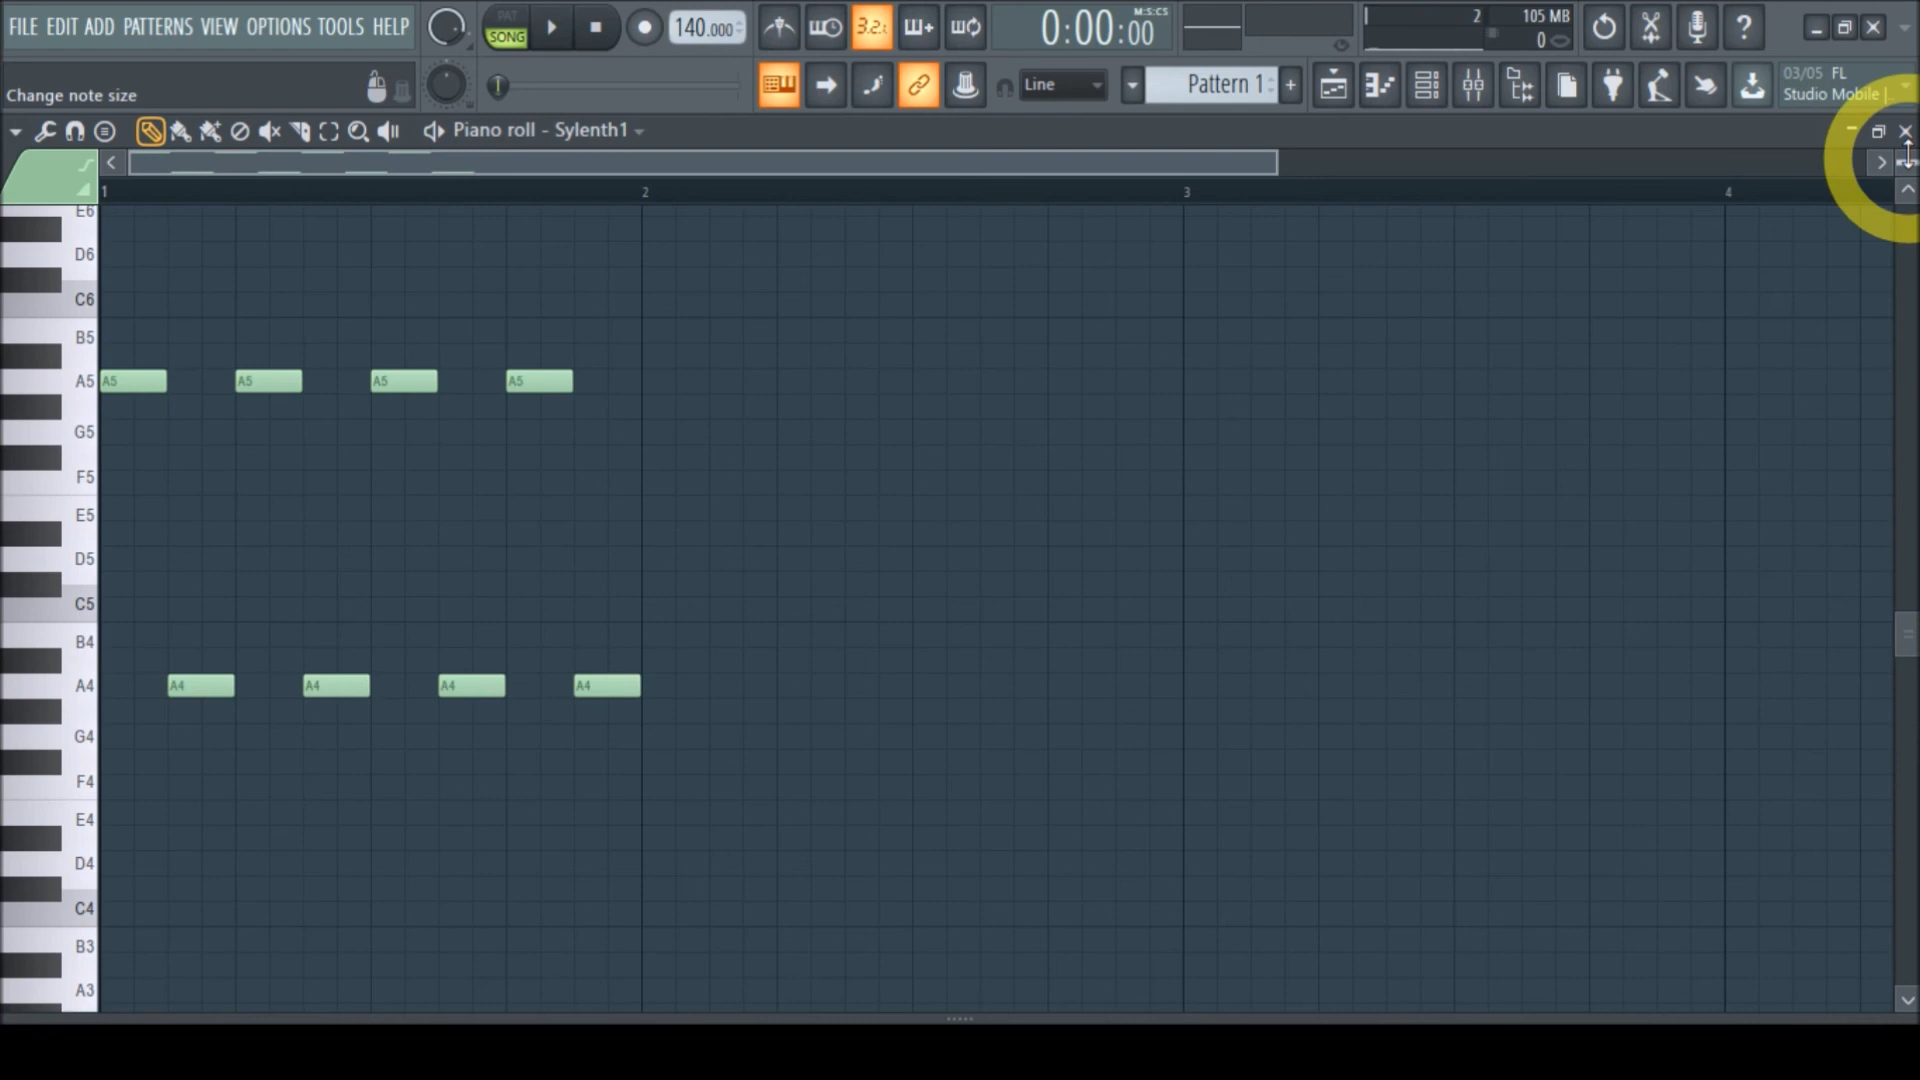 FILE EDIT ADD PATTERNS VIEW OPTIONS TOOLS HELP
PAT
SONG
140.000
3.2.
0:00:00
M:S:CS
2
105 MB
0
?
Change note size
Line
Pattern 1
03/05 FL
Studio Mobile |
Piano roll - Sylenth1
1
2
3
4
E6
D6
C6
B5
A5
A5
A5
A5
A5
G5
F5
E5
D5
C5
B4
A4
A4
A4
A4
A4
G4
F4
E4
D4
C4
B3
A3